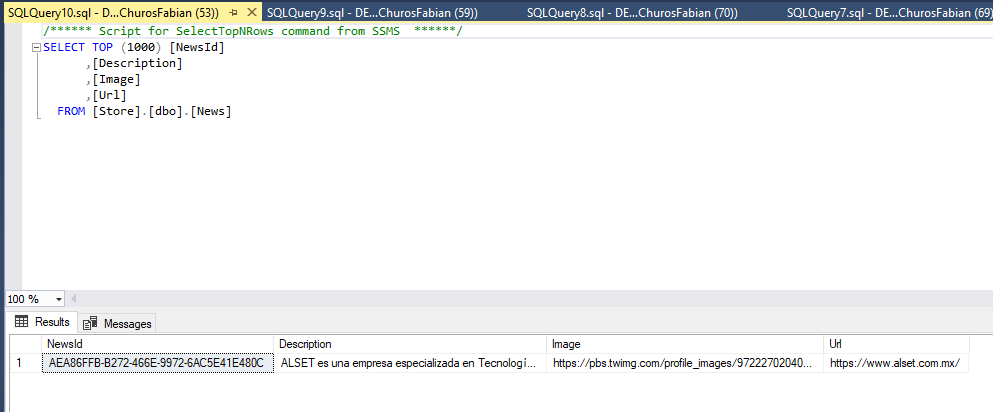 SQLQuery10.sql - D...ChurosFabian (53)) SQLQuery9.sql - DE...ChurosFabian (59)) SQLQuery8.sql - DE...ChurosFabian (70)) SQLQuery7.sql - DE...ChurosFabian (69)
/****** Script for SelectTopNRows command from SSMS ******/
SELECT TOP (1000) [NewsId]
,[Description]
,[Image]
,[Url]
FROM [Store].[dbo].[News]
100 %
Results Messages
NewsId Description Image Url
1 AEA86FFB-B272-466E-9972-6AC5E41E480C ALSET es una empresa especializada en Tecnologí... https://pbs.twimg.com/profile_images/97222702040... https://www.alset.com.mx/